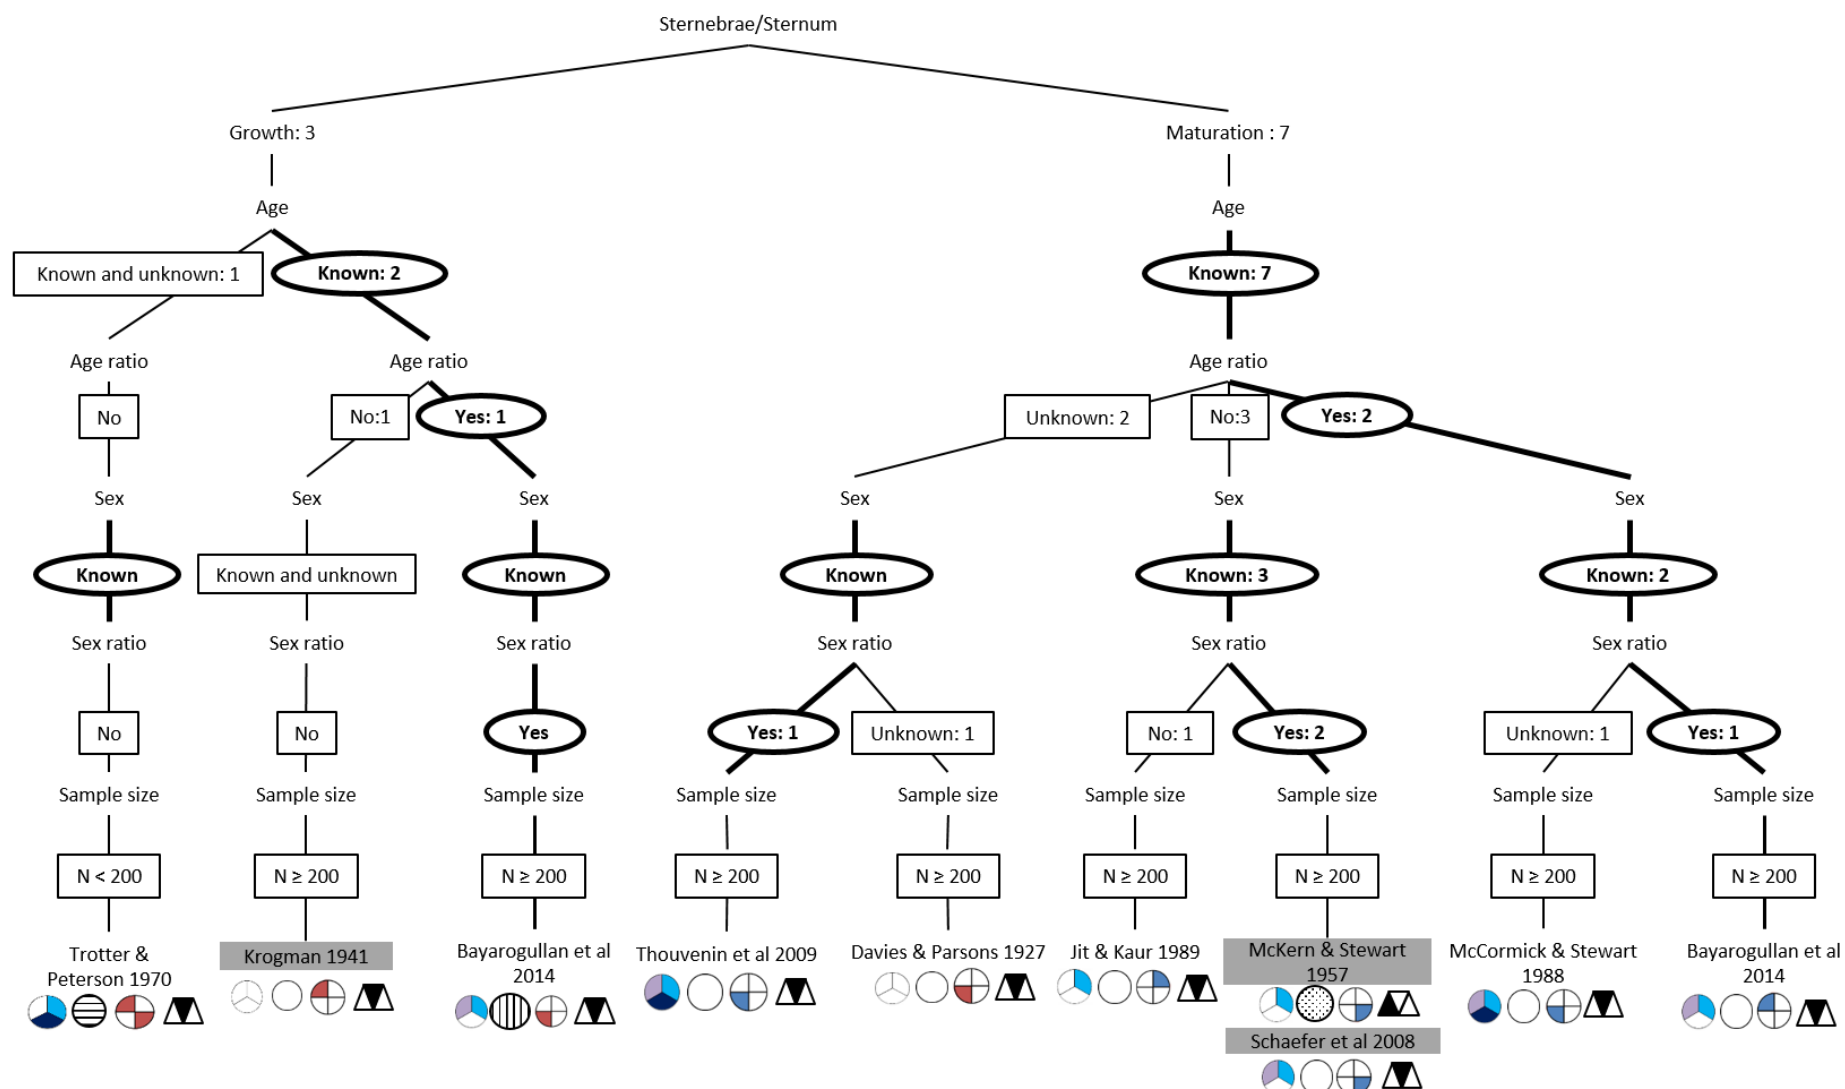 Sternebrae/Sternum
Growth: 3
Maturation : 7
Age
Age
Known and unknown: 1
Known: 2
Known: 7
Age ratio
Age ratio
Age ratio
No
No:1
Yes: 1
Unknown: 2
No:3
Yes: 2
Sex
Sex
Sex
Sex
Sex
Sex
Known
Known and unknown
Known
Known
Known: 3
Known: 2
Sex ratio
Sex ratio
Sex ratio
Sex ratio
Sex ratio
Sex ratio
No
No
Yes
Yes: 1
Unknown: 1
No: 1
Yes: 2
Unknown: 1
Yes: 1
Sample size
Sample size
Sample size
Sample size
Sample size
Sample size
Sample size
Sample size
Sample size
N < 200
N ≥ 200
N ≥ 200
N ≥ 200
N ≥ 200
N ≥ 200
N ≥ 200
N ≥ 200
N ≥ 200
Trotter &
Peterson 1970
Krogman 1941
Bayarogullan et al
2014
Thouvenin et al 2009
Davies & Parsons 1927
Jit & Kaur 1989
McKern & Stewart
1957
Schaefer et al 2008
McCormick & Stewart
1988
Bayarogullan et al
2014